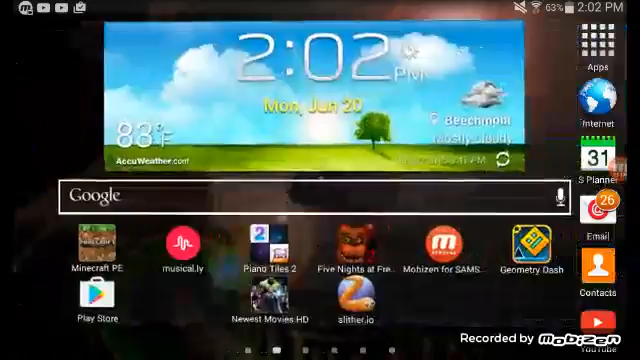 63% 2:02 PM
2:02 PM
Mon, Jun 20
Beechmont
83°F
Mostly Cloudy
AccuWeather.com
Apps
Internet
31
S Planner
Google
26
Email
Minecraft PE
musical.ly
2
Piano Tiles 2
Five Nights at Fre..
Mobizen for SAMS..
Geometry Dash
Contacts
Play Store
Newest Movies HD
slither.io
YouTube
Recorded by Mobizen